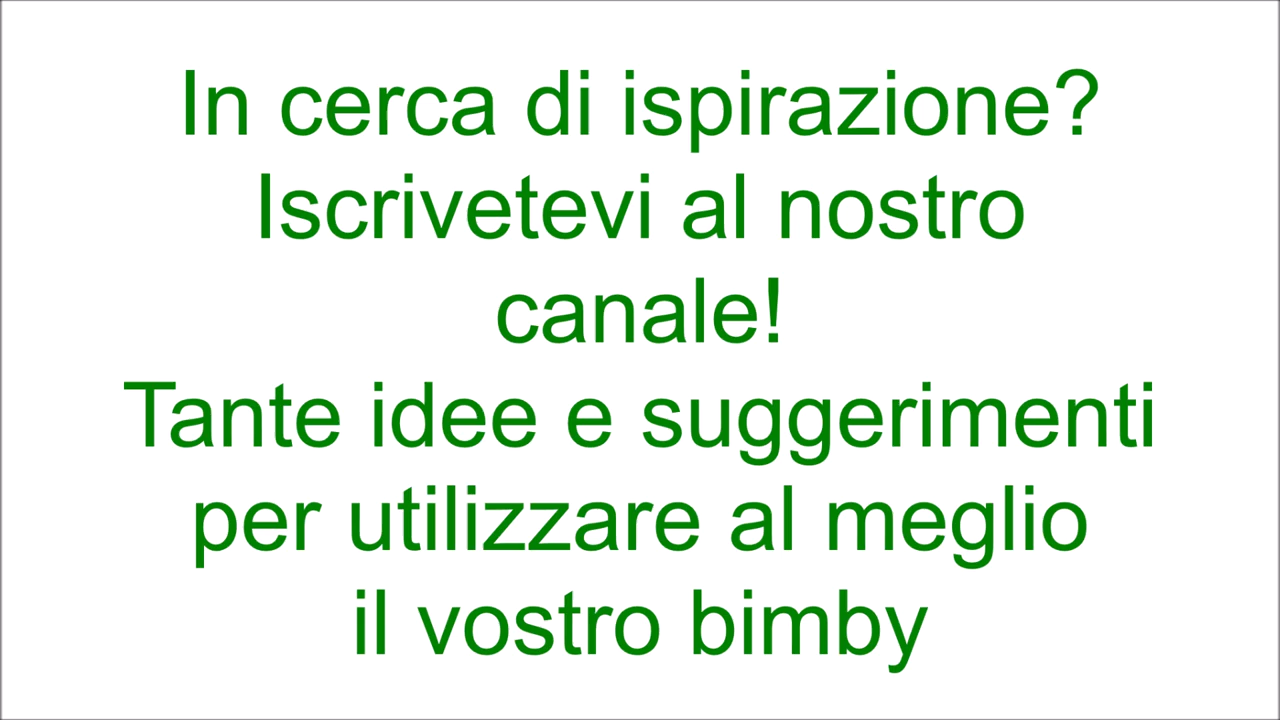 In cerca di ispirazione?
Iscrivetevi al nostro
canale!
Tante idee e suggerimenti
per utilizzare al meglio
il vostro bimby